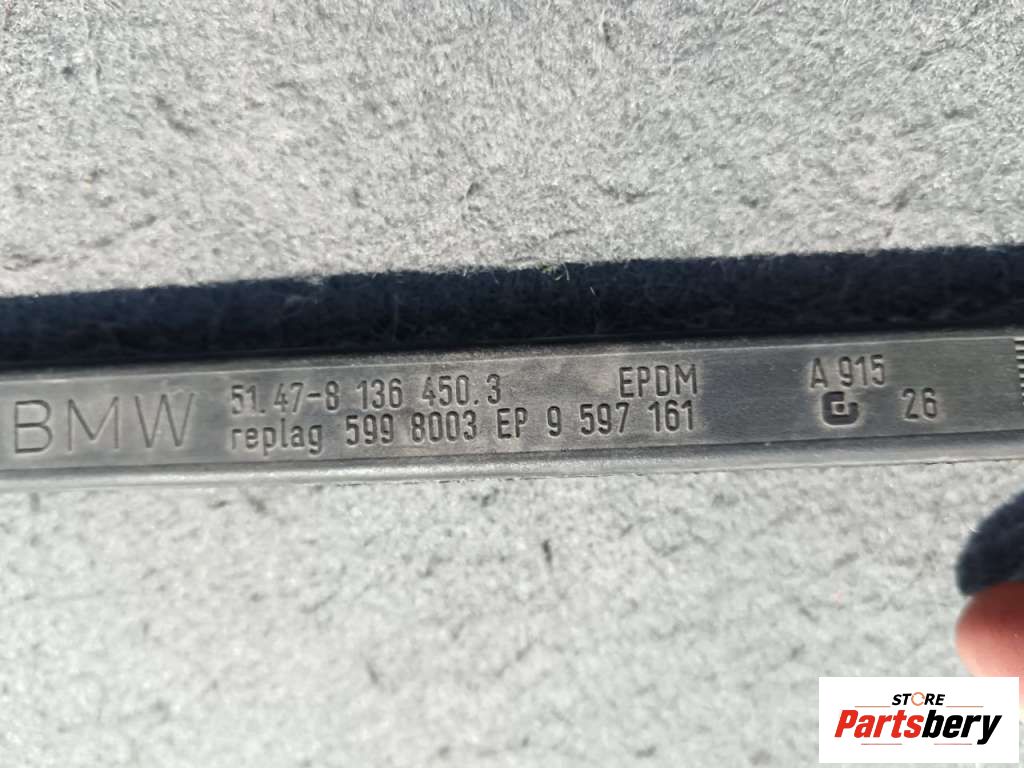 BMW
51.47-8 136 450.3 EPDM A 915
replag 599 8003 EP 9 597 161 26
STORE
Partsbery